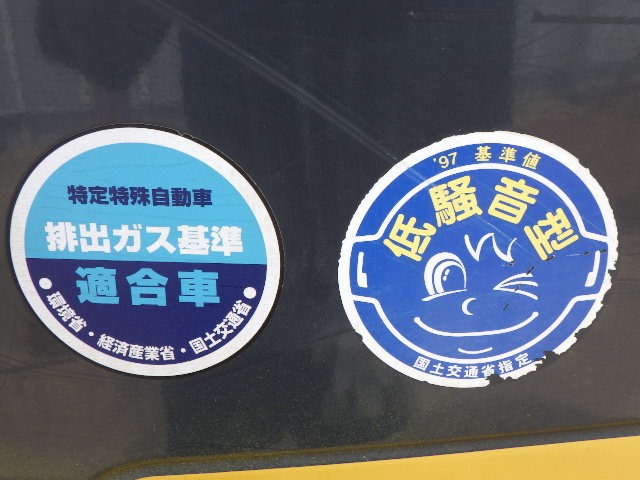 特定特殊自動車
排出ガス基準
適合車
・環境省・経済産業省・国土交通省・
'97 基準値
低騒音型
国土交通省指定